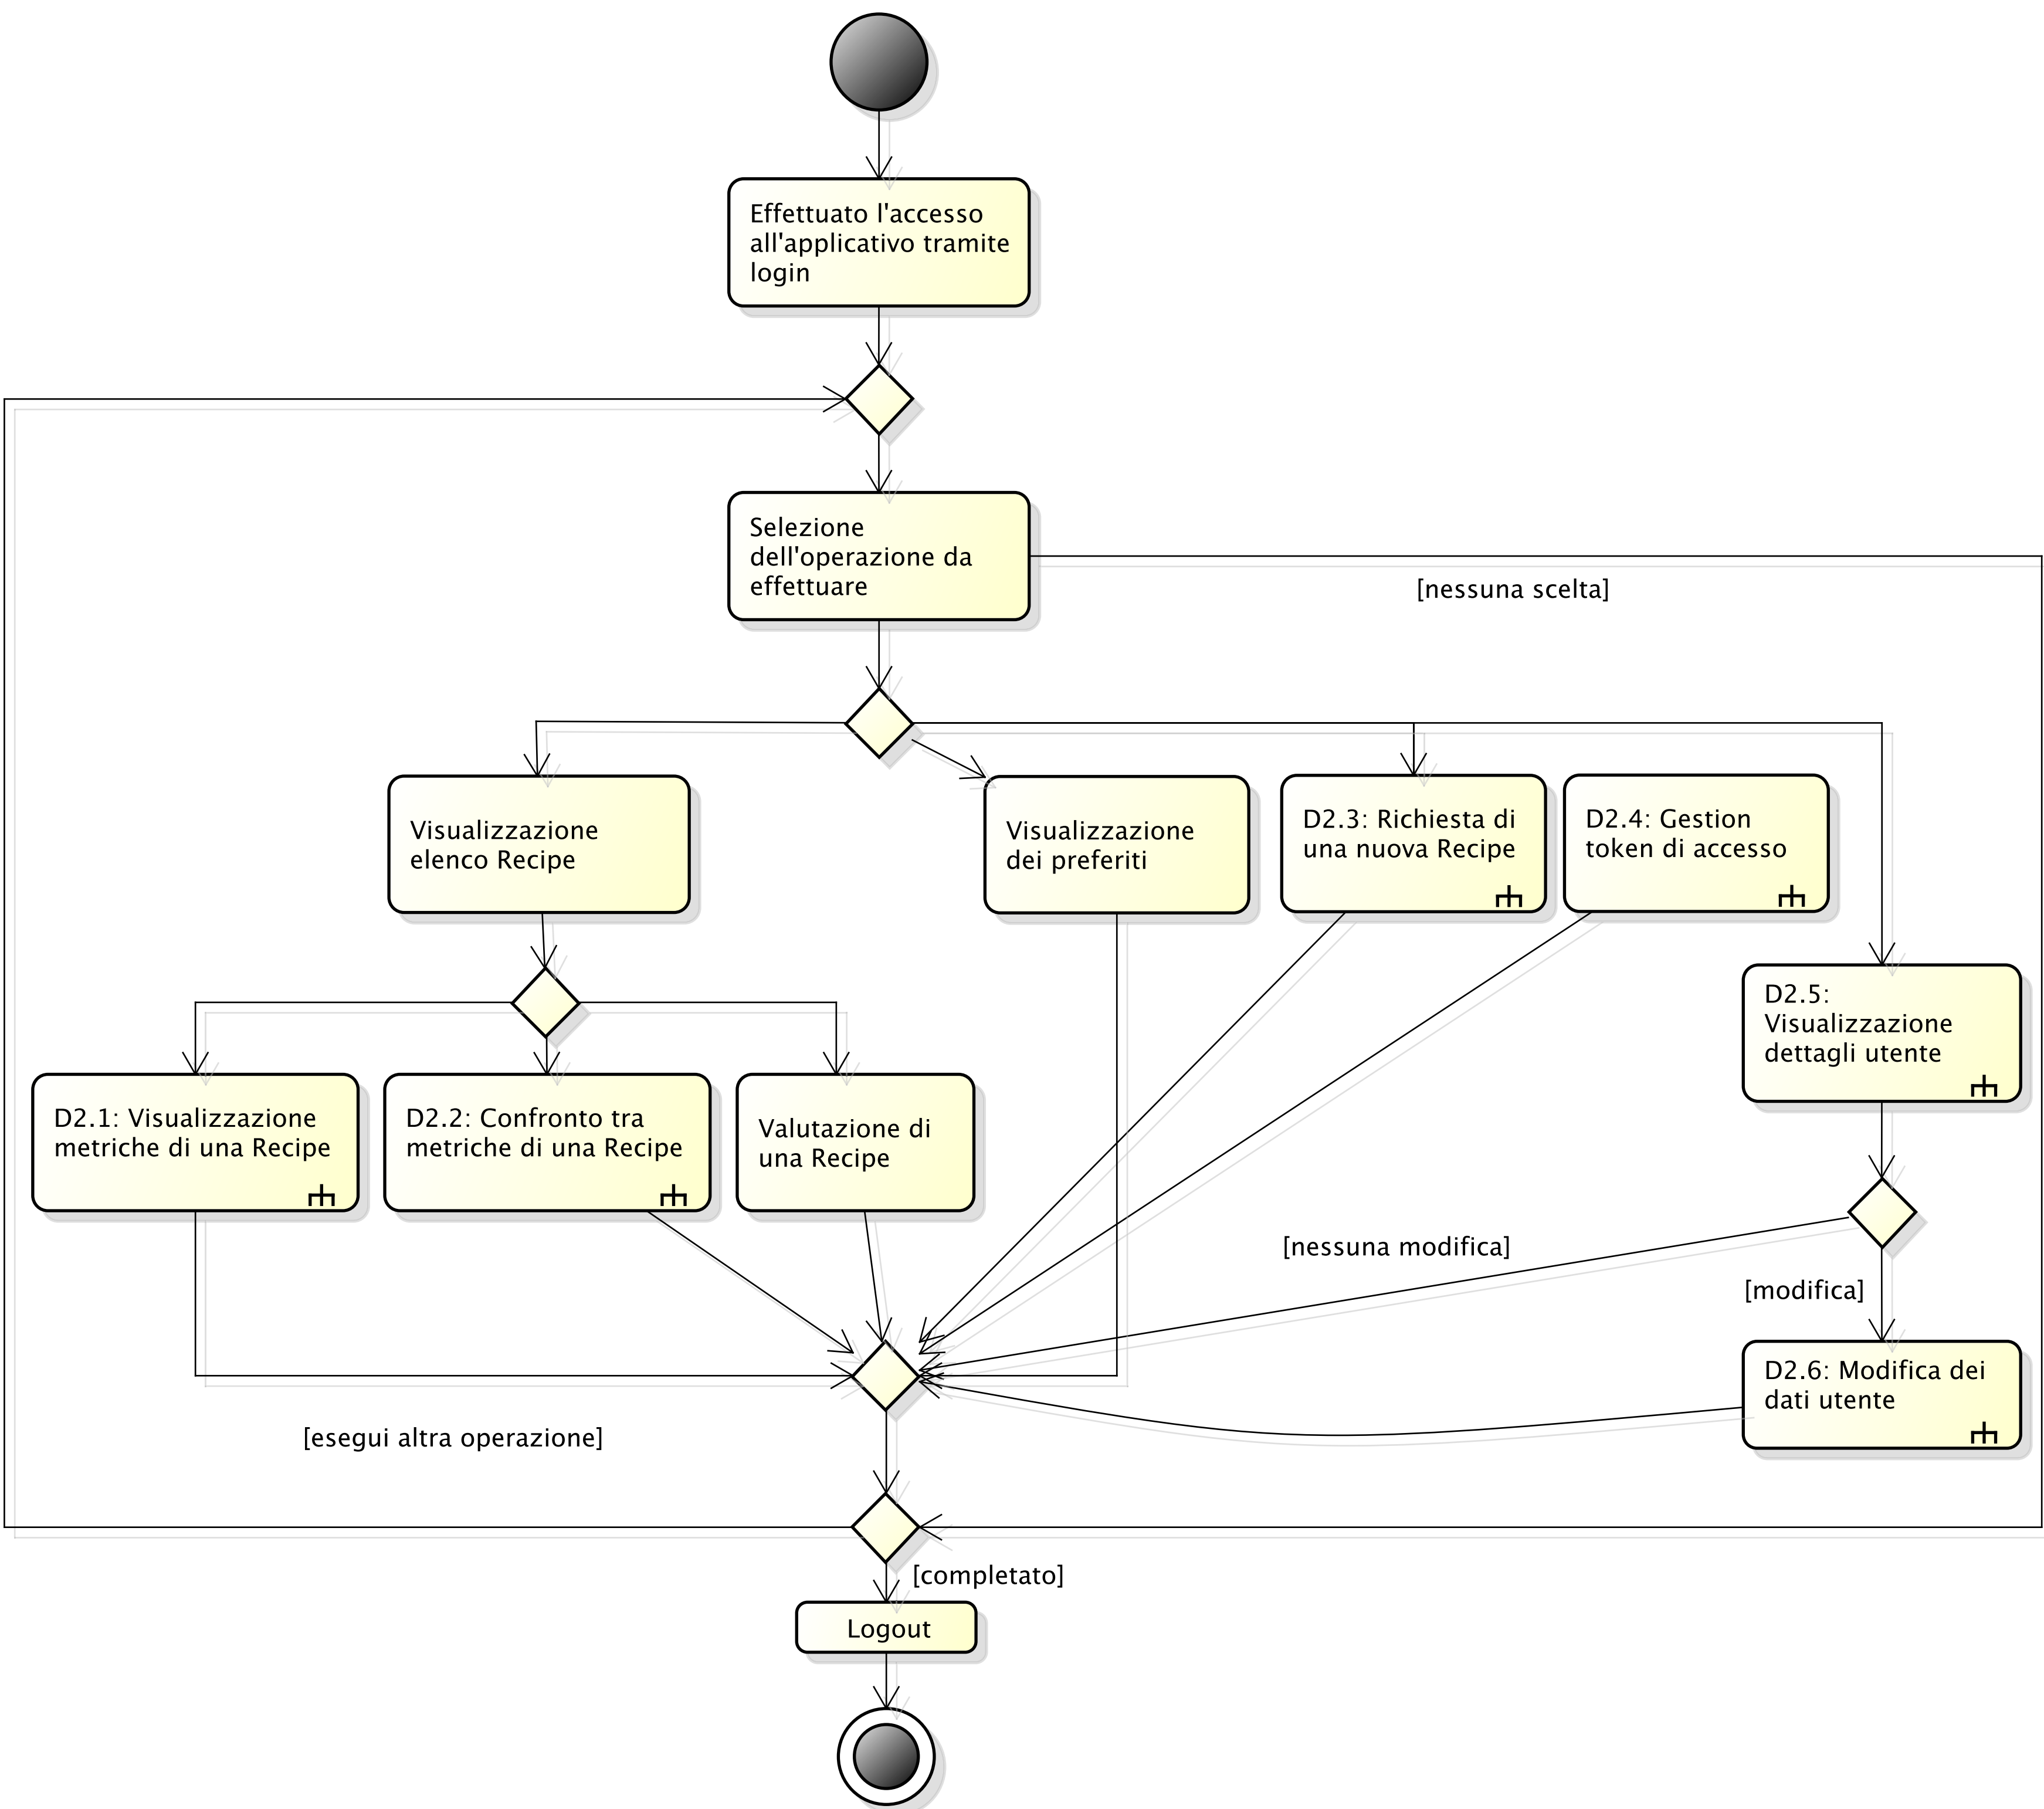 Effettuato l'accesso
all'applicativo tramite
login
Selezione
dell'operazione da
effettuare
[nessuna scelta]
Visualizzazione
elenco Recipe
Visualizzazione
dei preferiti
D2.3: Richiesta di
una nuova Recipe
D2.4: Gestion
token di accesso
D2.5:
Visualizzazione
dettagli utente
D2.1: Visualizzazione
metriche di una Recipe
D2.2: Confronto tra
metriche di una Recipe
Valutazione di
una Recipe
[nessuna modifica]
[modifica]
D2.6: Modifica dei
dati utente
[esegui altra operazione]
[completato]
Logout